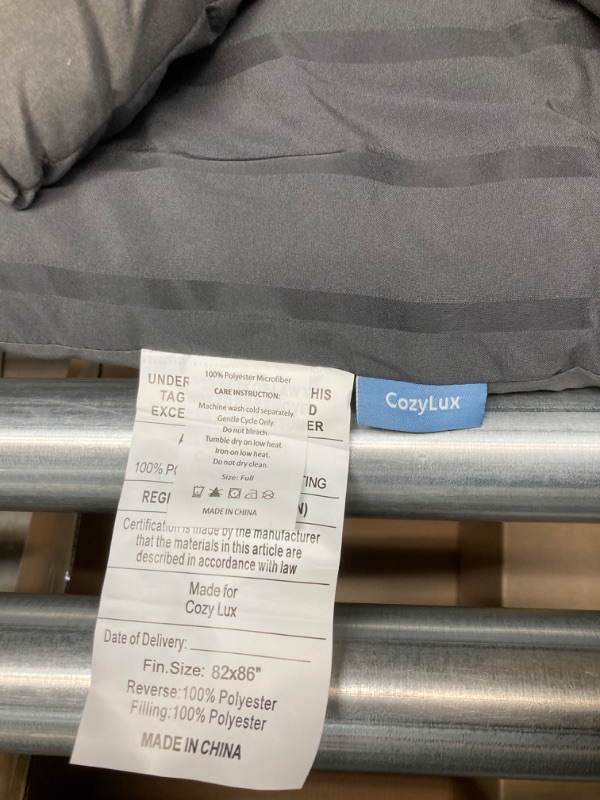 100% Polyester Microfiber
CARE INSTRUCTION:
Machine wash cold separately.
Gentle Cycle Only.
Do not bleach.
Tumble dry on low heat.
Iron on low heat.
Do not dry clean.
Size: Full
MADE IN CHINA
UNDER HIS
TAG
EXCE
100%
REGI
Certification is made by the manufacturer
that the materials in this article are
described in accordance with law
Made for
Cozy Lux
Date of Delivery:
Fin.Size: 82x86"
Reverse:100% Polyester
Filling:100% Polyester
MADE IN CHINA
CozyLux